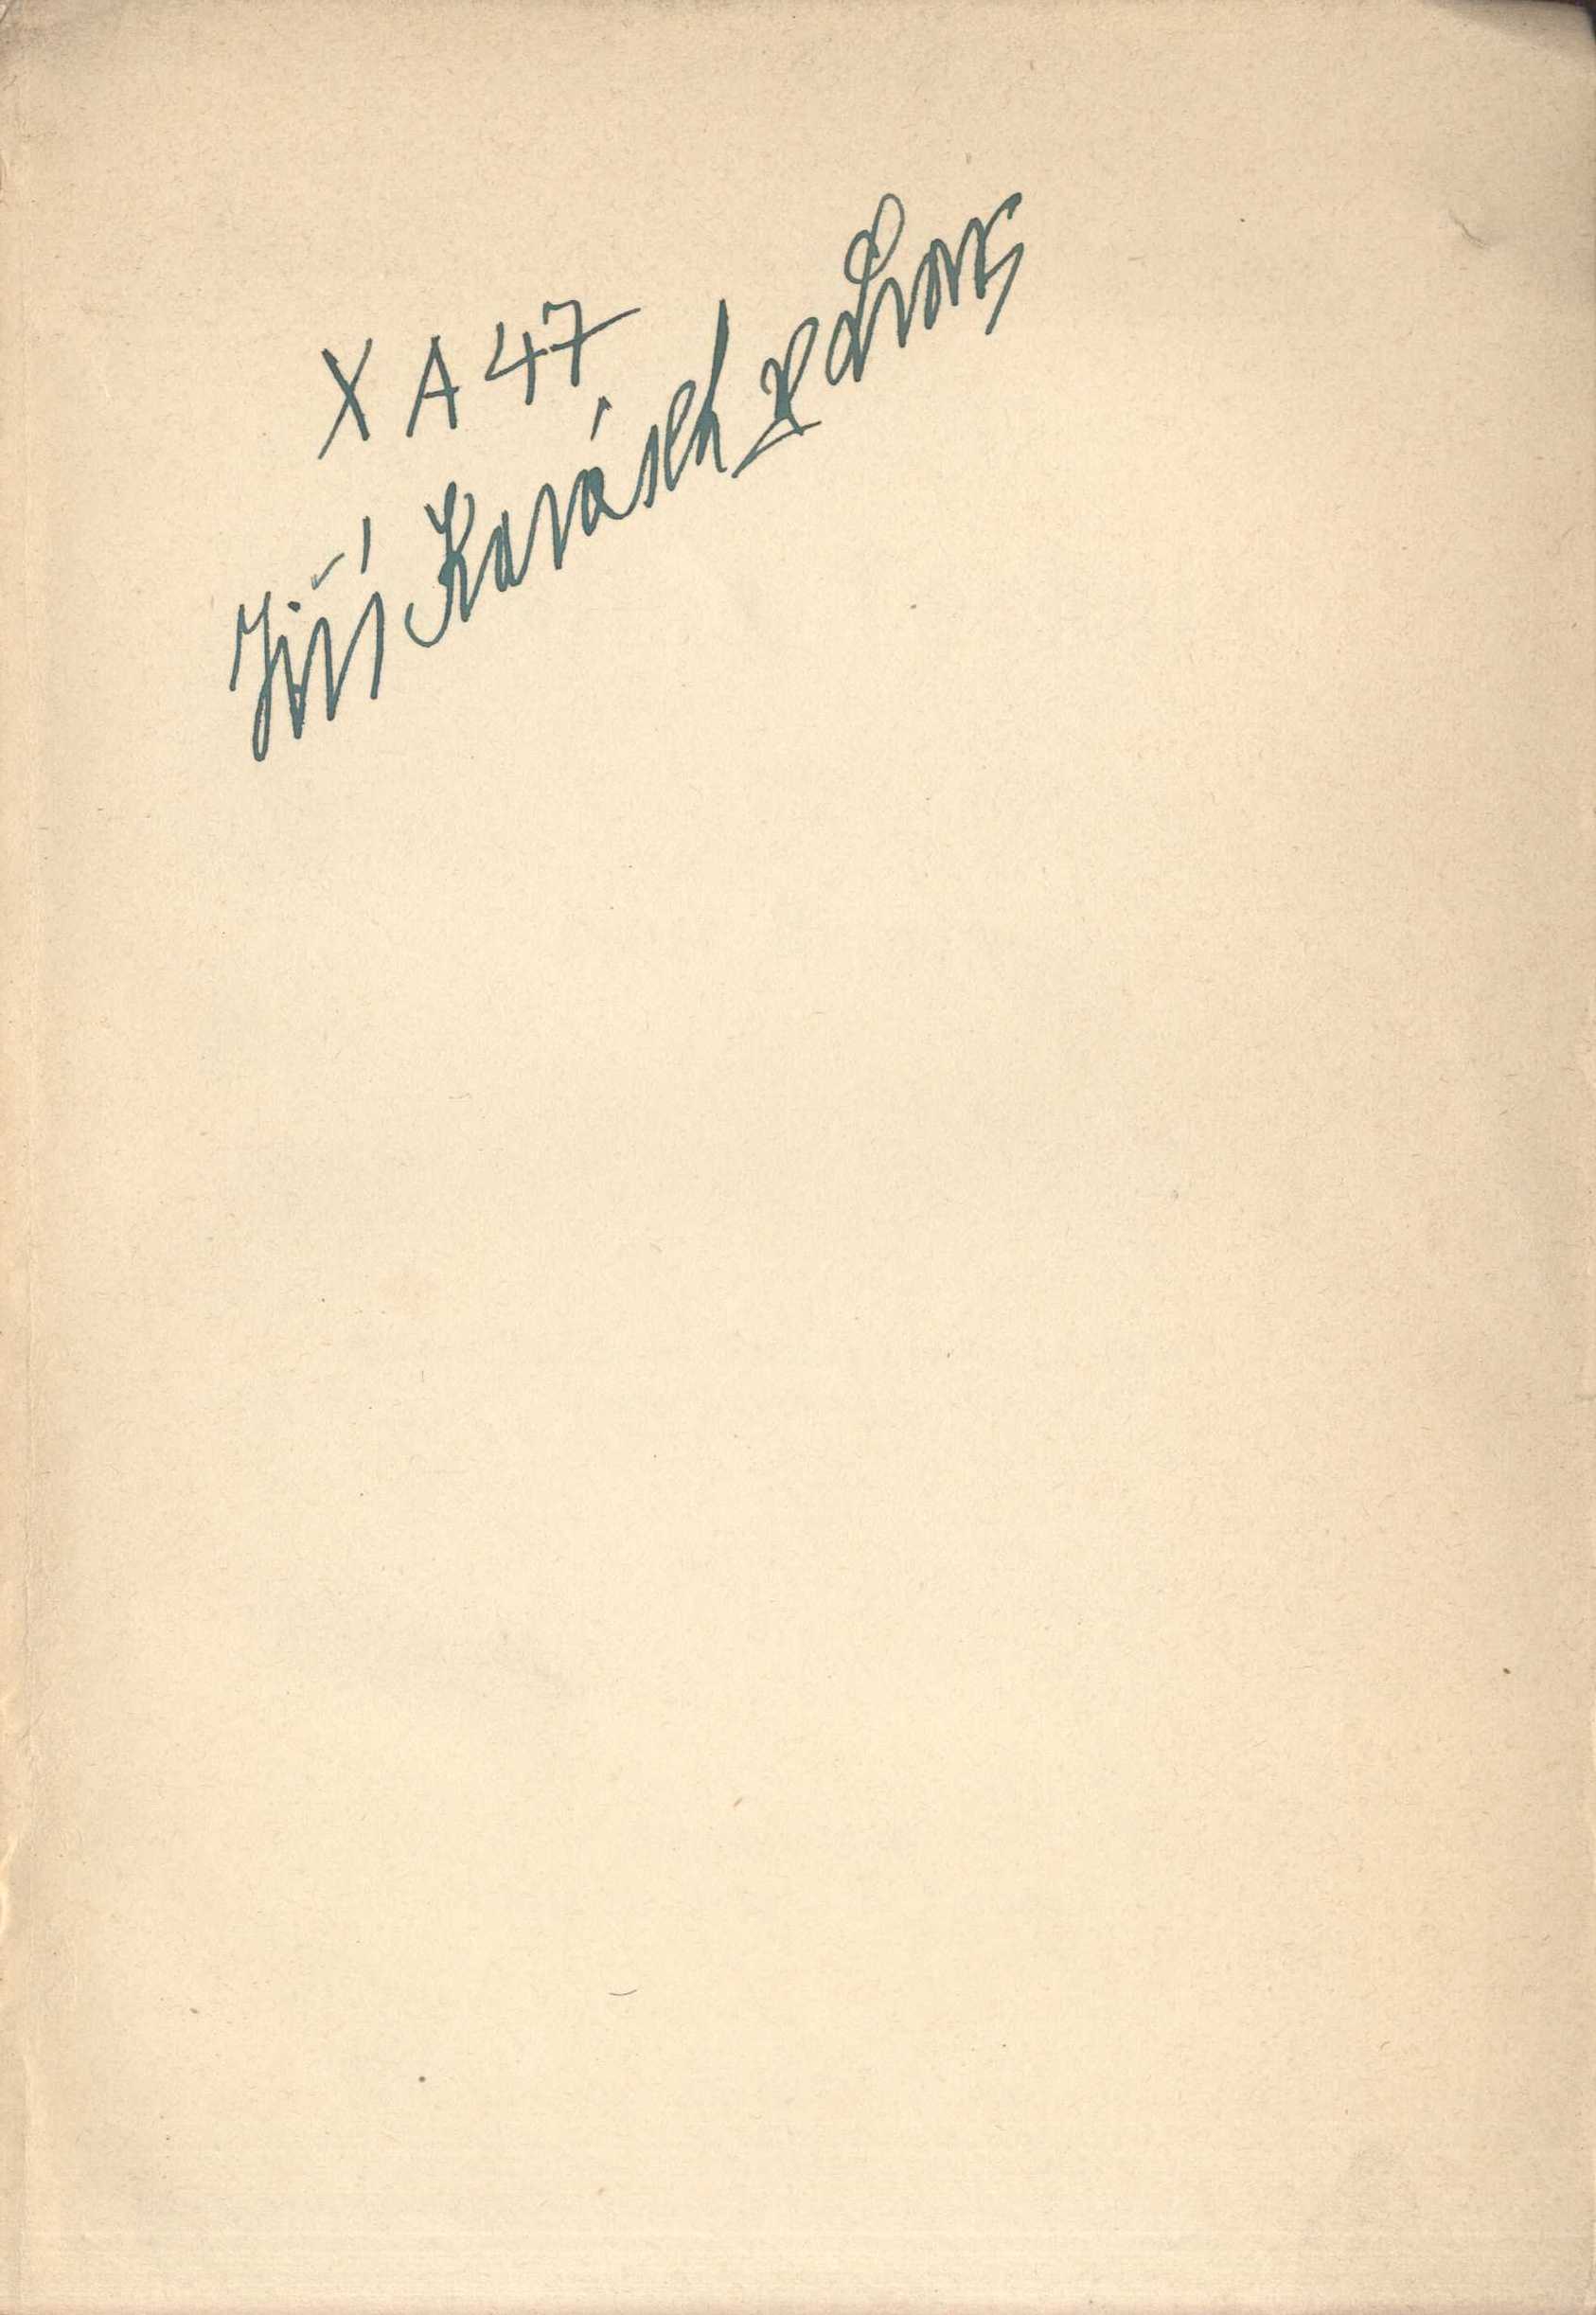 X A 47
Jiří Karásek ze Lvovic